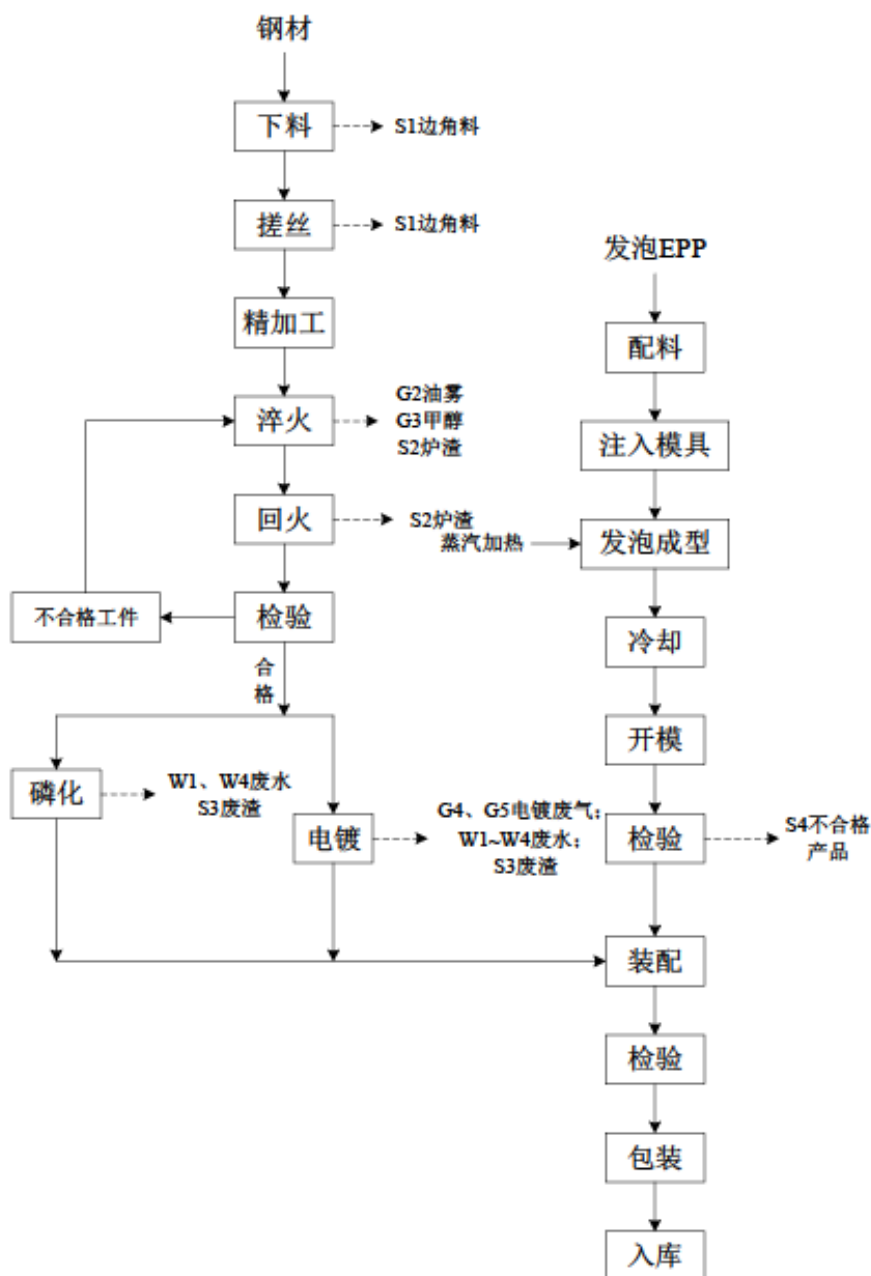 钢材
下料
S1边角料
搓丝
S1边角料
精加工
淬火
G2油雾
G3甲醇
S2炉渣
回火
S2炉渣
检验
不合格工件
合
格
磷化
W1、W4废水
S3废渣
电镀
G4、G5电镀废气;
W1~W4废水;
S3废渣
发泡EPP
配料
注入模具
蒸汽加热
发泡成型
冷却
开模
检验
S4不合格
产品
装配
检验
包装
入库